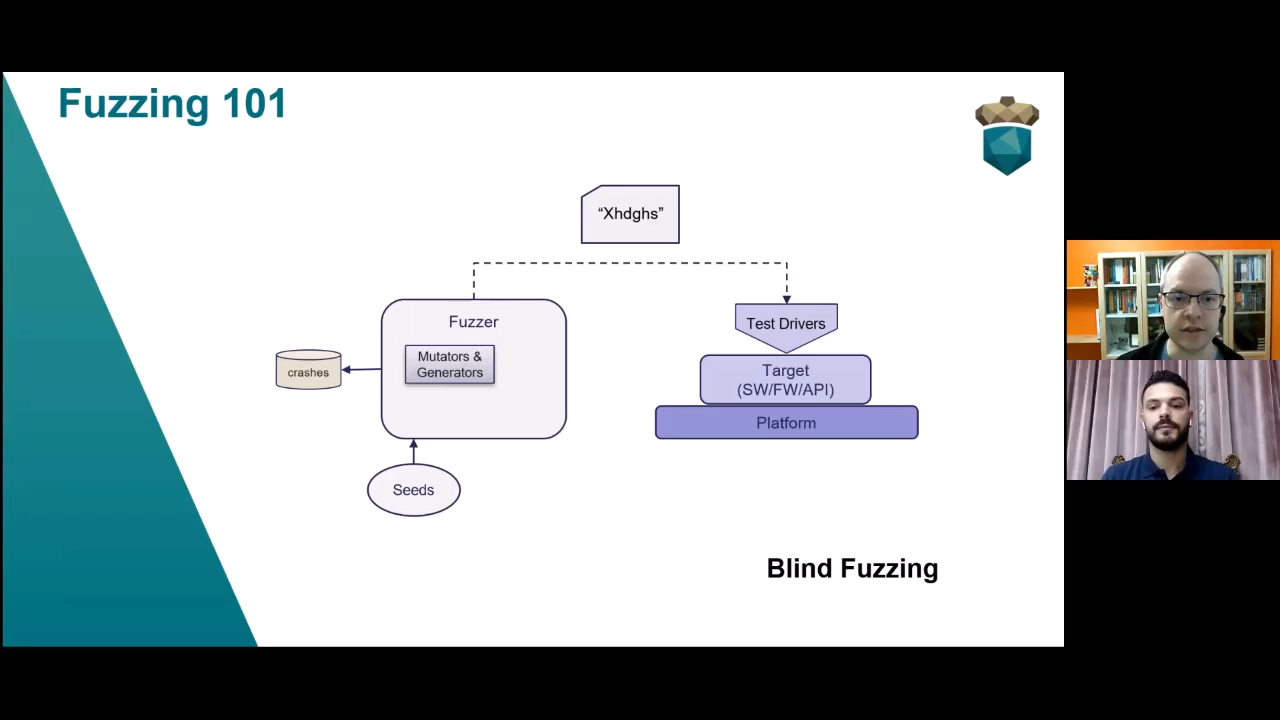 Fuzzing 101
“Xhdghs”
Fuzzer
Mutators &
Generators
crashes
Seeds
Test Drivers
Target
(SW/FW/API)
Platform
Blind Fuzzing